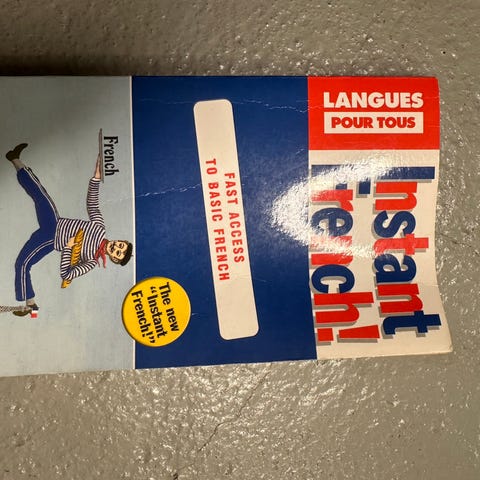 LANGUES
POUR TOUS
Instant
French!
FAST ACCESS
TO BASIC FRENCH
The new
"Instant
French!"
French